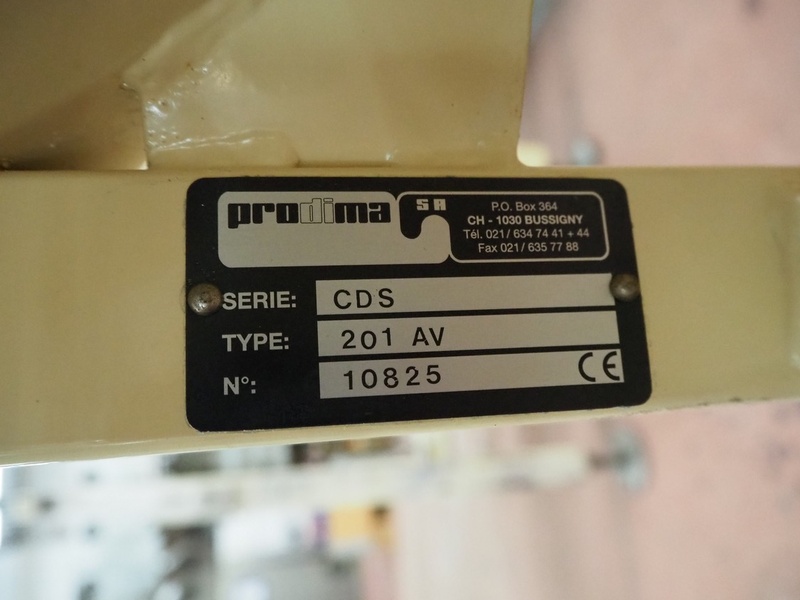 prodima SA
P.O. Box 364
CH - 1030 BUSSIGNY
Tél. 021 / 634 74 41 + 44
Fax 021 / 635 77 88
SERIE: CDS
TYPE: 201 AV
N°: 10825 CE